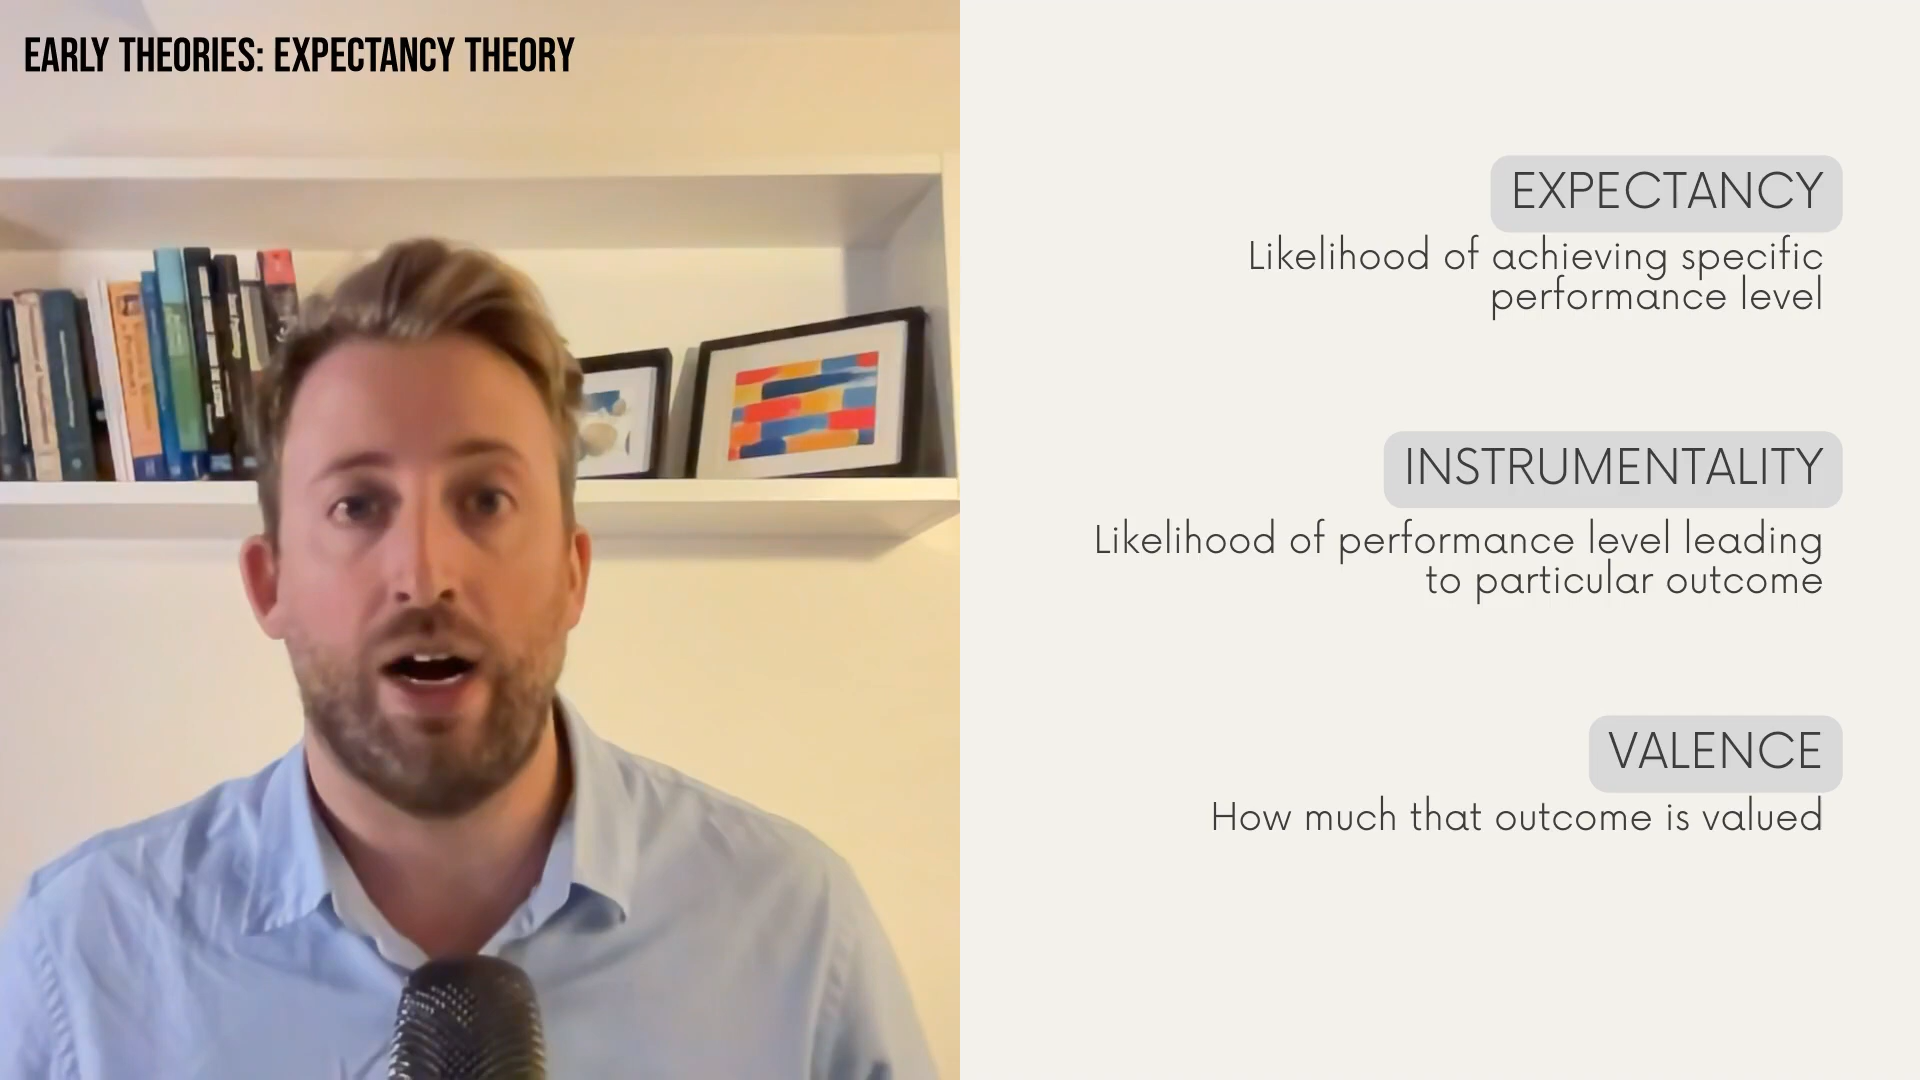 EARLY THEORIES: EXPECTANCY THEORY
EXPECTANCY
Likelihood of achieving specific
performance level
INSTRUMENTALITY
Likelihood of performance level leading
to particular outcome
VALENCE
How much that outcome is valued